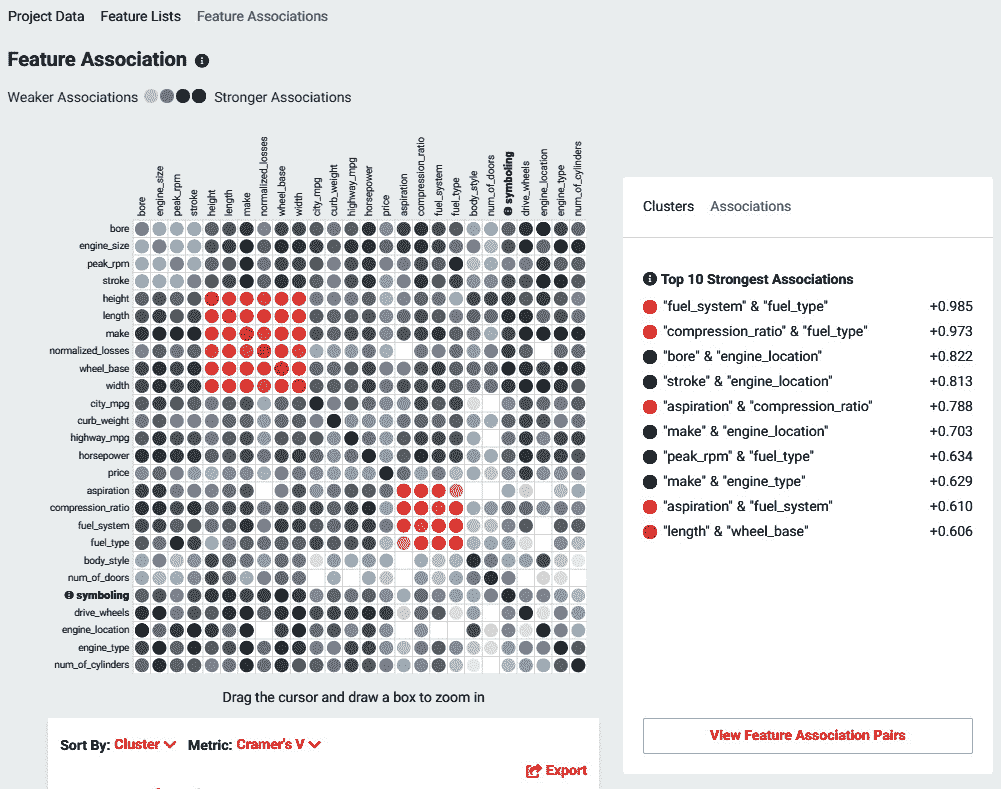 Project Data Feature Lists Feature Associations
Feature Association
Weaker Associations Stronger Associations
bore engine_size peak_rpm stroke height length make normalized_losses wheel_base width city_mpg curb_weight highway_mpg horsepower price aspiration compression_ratio fuel_system fuel_type body_style num_of_doors symboling drive_wheels engine_location engine_type num_of_cylinders
bore
engine_size
peak_rpm
stroke
height
length
make
normalized_losses
wheel_base
width
city_mpg
curb_weight
highway_mpg
horsepower
price
aspiration
compression_ratio
fuel_system
fuel_type
body_style
num_of_doors
symboling
drive_wheels
engine_location
engine_type
num_of_cylinders
Drag the cursor and draw a box to zoom in
Sort By: Cluster Metric: Cramer's V
Export
Clusters Associations
Top 10 Strongest Associations
"fuel_system" & "fuel_type" +0.985
"compression_ratio" & "fuel_type" +0.973
"bore" & "engine_location" +0.822
"stroke" & "engine_location" +0.813
"aspiration" & "compression_ratio" +0.788
"make" & "engine_location" +0.703
"peak_rpm" & "fuel_type" +0.634
"make" & "engine_type" +0.629
"aspiration" & "fuel_system" +0.610
"length" & "wheel_base" +0.606
View Feature Association Pairs